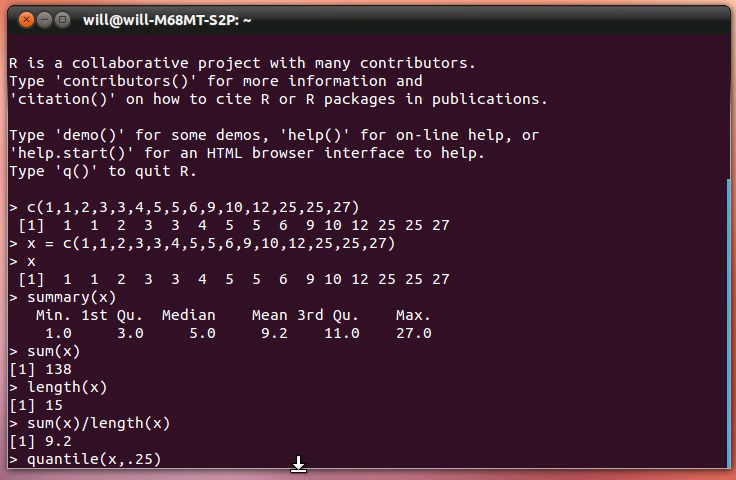 will@will-M68MT-S2P: ~
R is a collaborative project with many contributors.
Type 'contributors()' for more information and
'citation()' on how to cite R or R packages in publications.
Type 'demo()' for some demos, 'help()' for on-line help, or
'help.start()' for an HTML browser interface to help.
Type 'q()' to quit R.
> c(1,1,2,3,3,4,5,5,6,9,10,12,25,25,27)
 [1]  1  1  2  3  3  4  5  5  6  9 10 12 25 25 27
> x = c(1,1,2,3,3,4,5,5,6,9,10,12,25,25,27)
> x
 [1]  1  1  2  3  3  4  5  5  6  9 10 12 25 25 27
> summary(x)
   Min. 1st Qu.  Median    Mean 3rd Qu.    Max.
    1.0     3.0     5.0     9.2    11.0    27.0
> sum(x)
[1] 138
> length(x)
[1] 15
> sum(x)/length(x)
[1] 9.2
> quantile(x,.25)